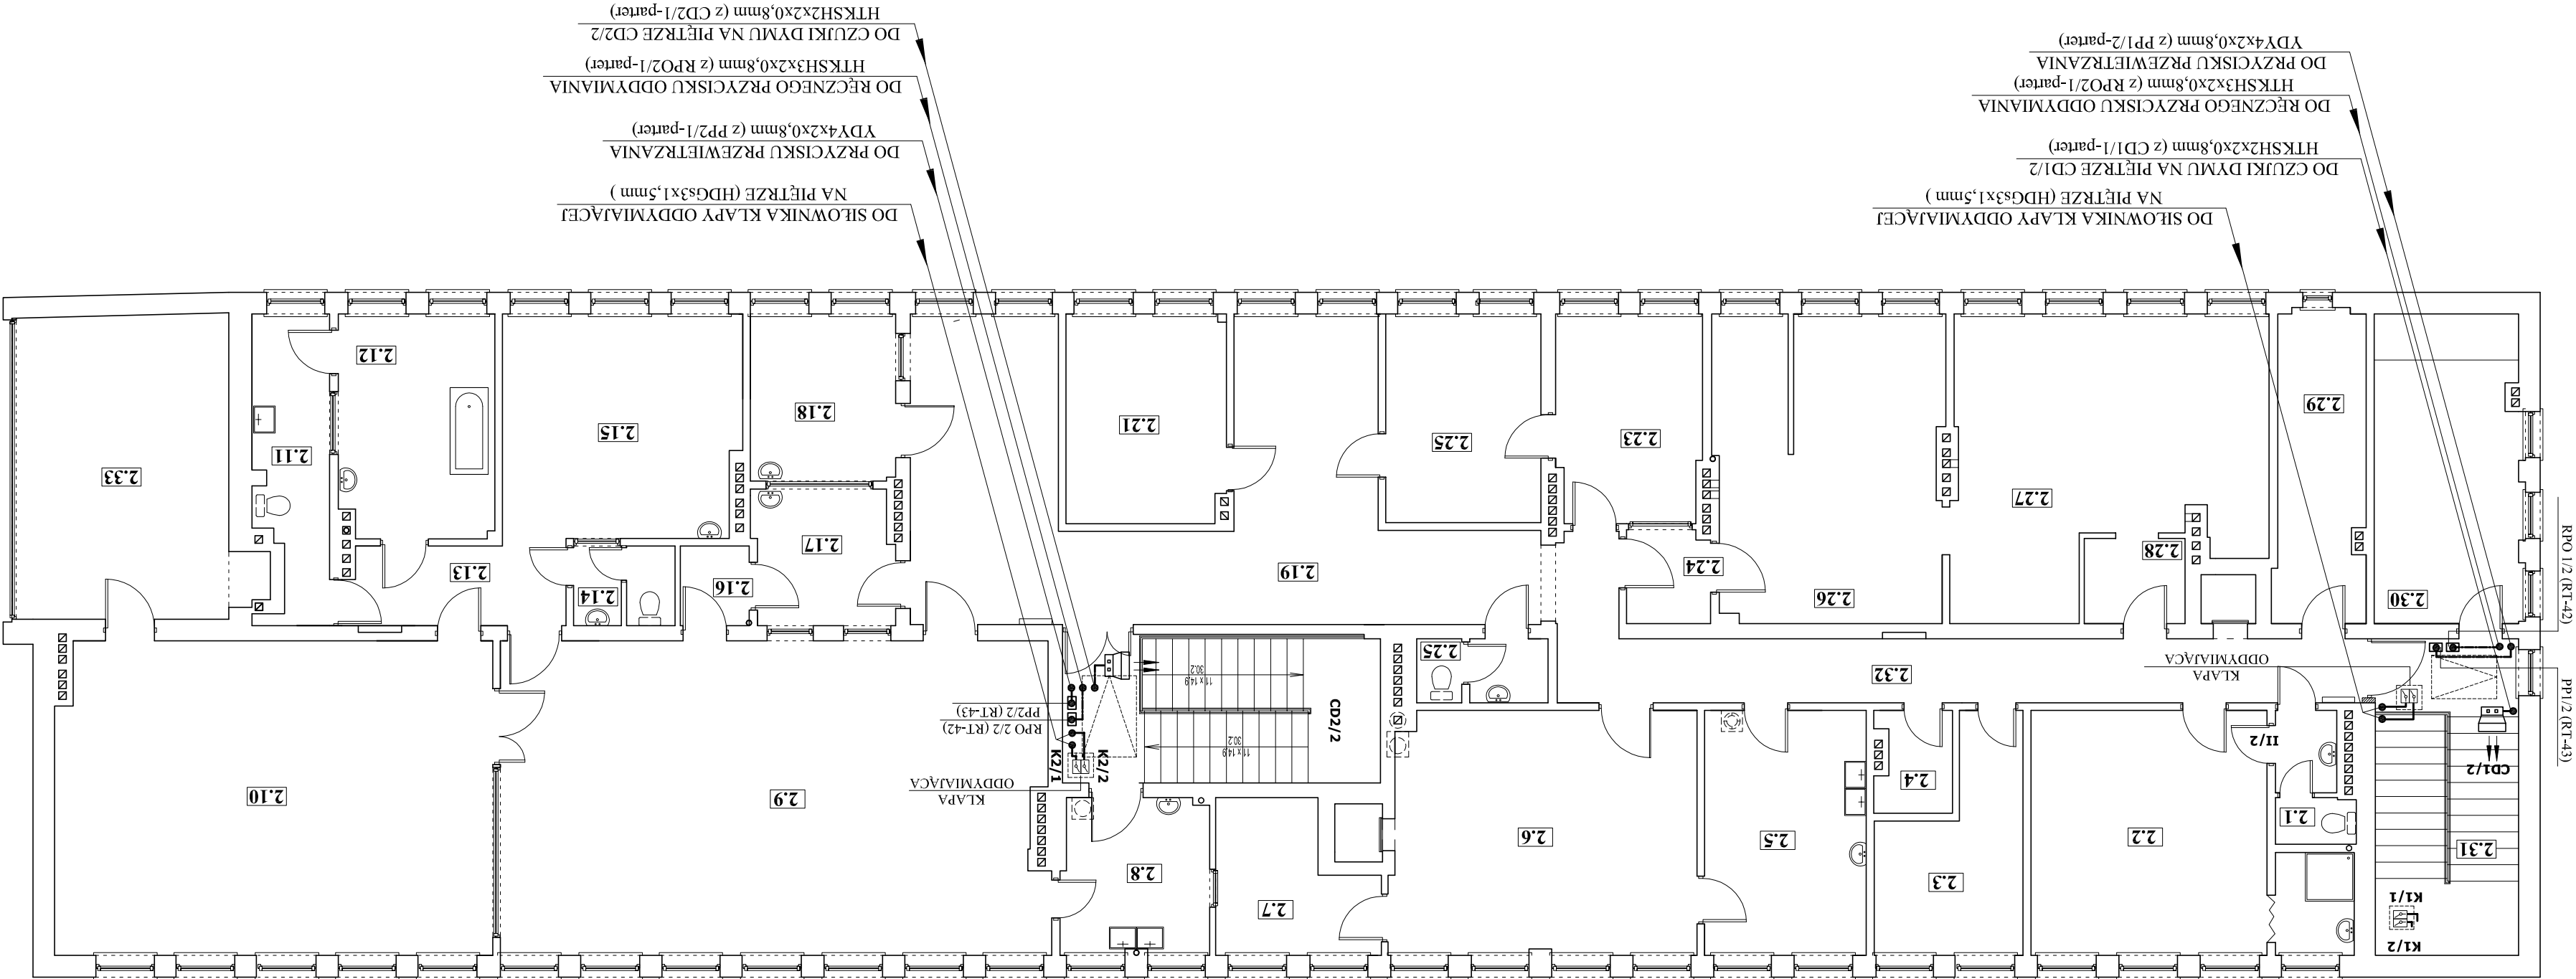 DO CZUJKI DYMU NA PIĘTRZE CD2/2
HTKSH2x2x0,8mm (z CD2/1-parter)
DO RĘCZNEGO PRZYCISKU ODDYMIANIA
HTKSH3x2x0,8mm (z RPO2/1-parter)
DO PRZYCISKU PRZEWIETRZANIA
YDY4x2x0,8mm (z PP2/1-parter)
DO SIŁOWNIKA KLAPY ODDYMIAJĄCEJ
NA PIĘTRZE (HDGs3x1,5mm )
DO PRZYCISKU PRZEWIETRZANIA
YDY4x2x0,8mm (z PP1/2-parter)
DO RĘCZNEGO PRZYCISKU ODDYMIANIA
HTKSH3x2x0,8mm (z RPO2/1-parter)
DO CZUJKI DYMU NA PIĘTRZE CD1/2
HTKSH2x2x0,8mm (z CD1/1-parter)
DO SIŁOWNIKA KLAPY ODDYMIAJĄCEJ
NA PIĘTRZE (HDGs3x1,5mm )
2.12
2.18
2.15
2.11
2.33
2.21
2.25
2.23
2.29
2.27
2.28
2.17
2.13
2.14
2.16
2.19
2.24
2.26
2.30
RPO 1/2 (RT-42)
PP1/2 (RT-43)
2.25
2.32
KLAPA
ODDYMIAJĄCA
11 x 14,9
30.2
11 x 14,9
30.2
CD2/2
PP2/2 (RT-43)
RPO 2/2 (RT-42)
K2/1
K2/2
KLAPA
ODDYMIAJĄCA
II/2
CD1/2
2.10
2.9
2.4
2.1
2.6
2.5
2.2
2.31
2.8
2.3
2.7
K1/1
K1/2